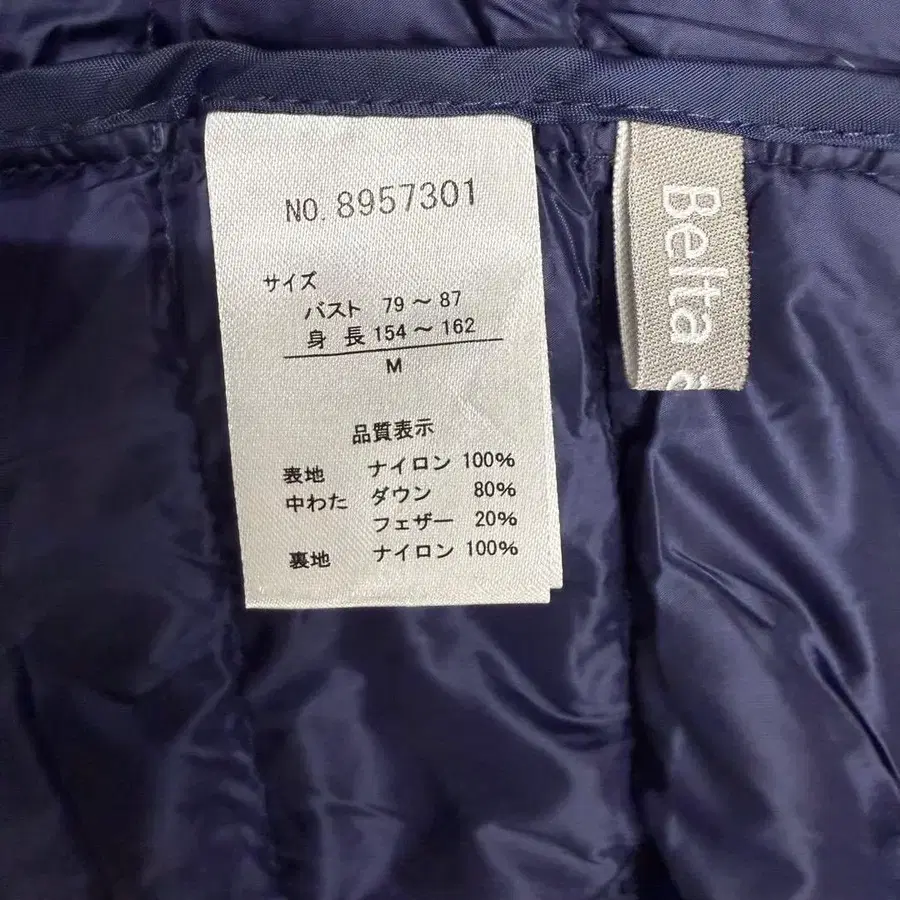 NO. 8957301
サイズ
バスト 79～87
身長 154～162
M
品質表示
表地 ナイロン 100%
中わた ダウン 80%
フェザー 20%
裏地 ナイロン 100%
Belta